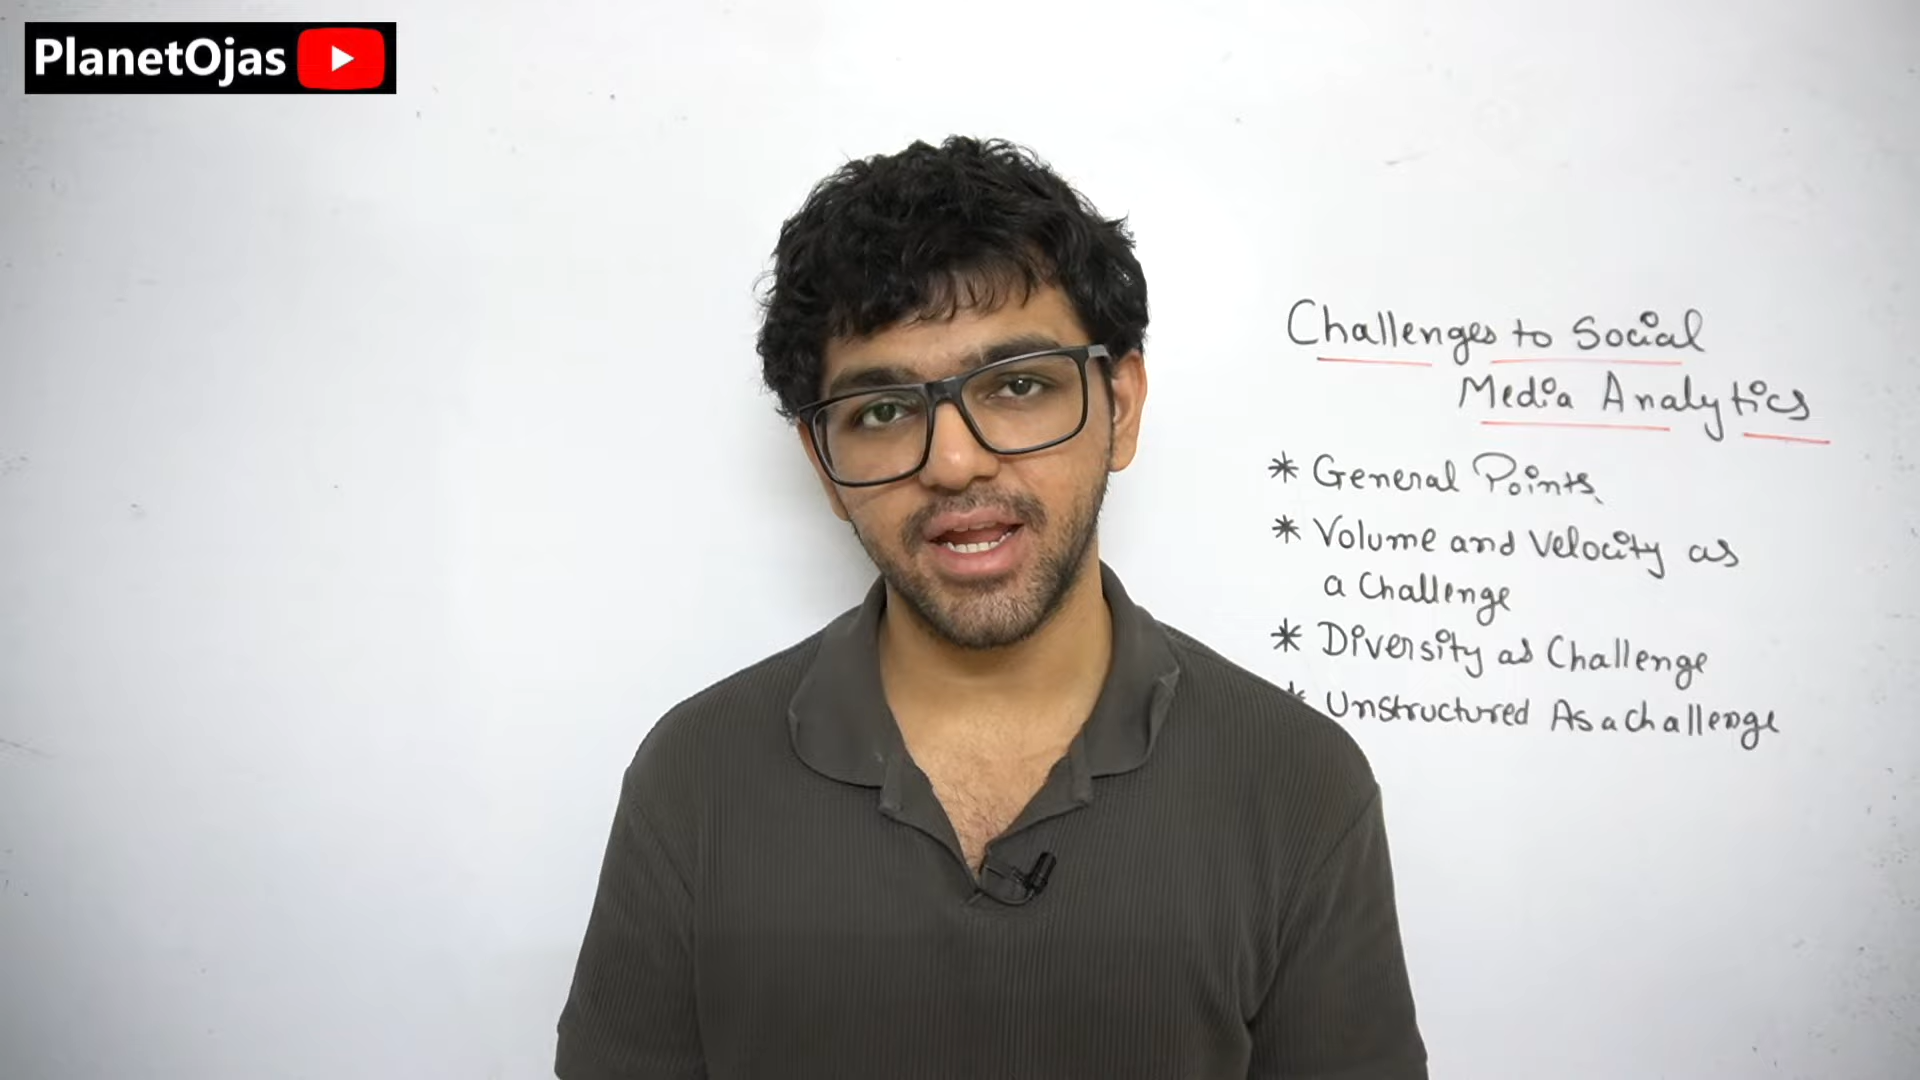 PlanetOjas
Challenges to Social
Media Analytics
* General Points
* Volume and Velocity as
a Challenge
* Diversity as Challenge
* Unstructured As a challenge